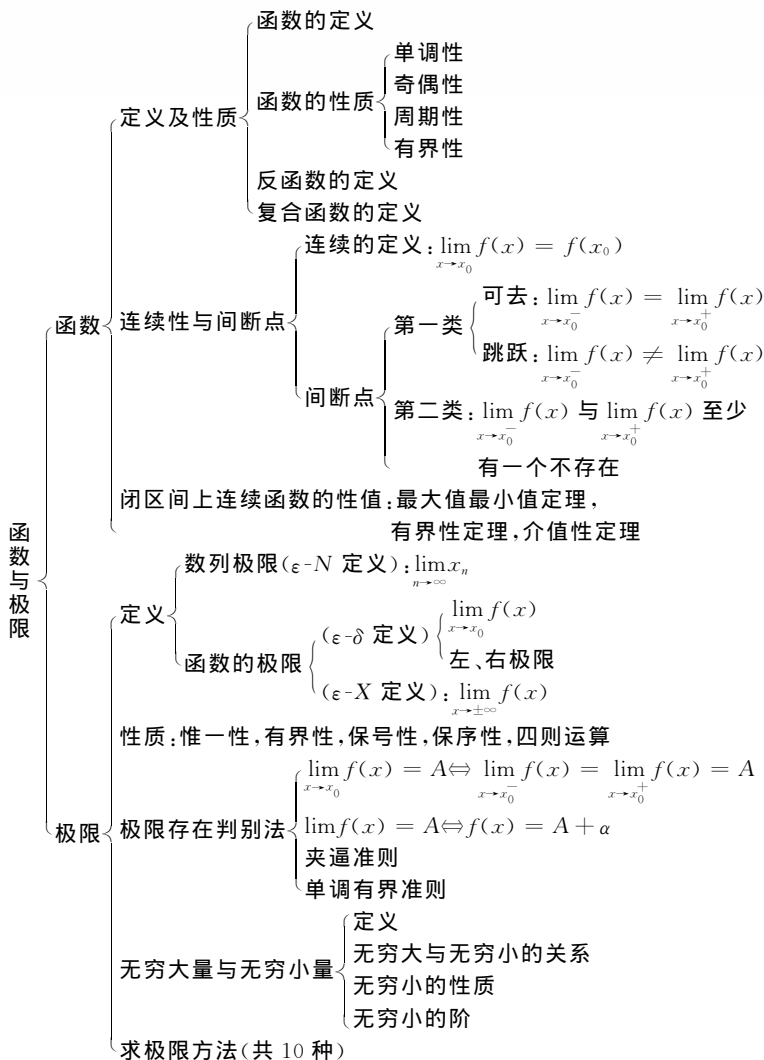 函数的定义
单调性
奇偶性
函数的性质
周期性
定义及性质
有界性
反函数的定义
复合函数的定义
连续的定义:lim_{x→x₀} f(x) = f(x₀)
可去:lim_{x→x₀⁻} f(x) = lim_{x→x₀⁺} f(x)
函数
连续性与间断点
第一类
跳跃:lim_{x→x₀⁻} f(x) ≠ lim_{x→x₀⁺} f(x)
间断点
第二类:lim_{x→x₀⁻} f(x) 与 lim_{x→x₀⁺} f(x) 至少
有一个不存在
闭区间上连续函数的性值:最大值最小值定理,
有界性定理,介值性定理
函数与极限
数列极限(ε-N 定义):lim_{n→∞} xₙ
定义
lim_{x→x₀} f(x)
(ε-δ 定义)
左、右极限
函数的极限
(ε-X 定义):lim_{x→±∞} f(x)
性质:惟一性,有界性,保号性,保序性,四则运算
lim_{x→x₀} f(x) = A⇔ lim_{x→x₀⁻} f(x) = lim_{x→x₀⁺} f(x) = A
极限
极限存在判别法
limf(x) = A⇔f(x) = A + α
夹逼准则
单调有界准则
定义
无穷大与无穷小的关系
无穷大量与无穷小量
无穷小的性质
无穷小的阶
求极限方法(共 10 种)